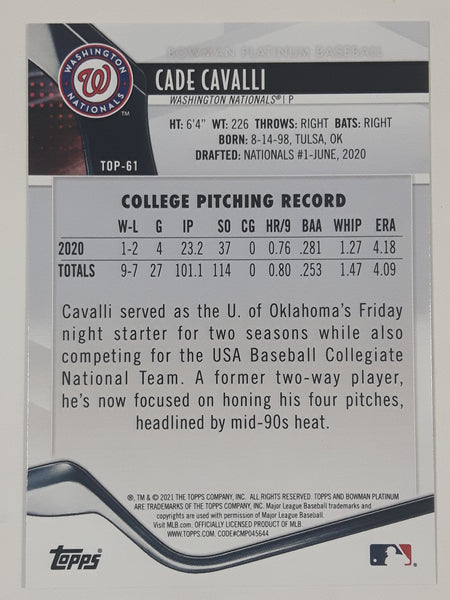 BOWMAN PLATINUM BASEBALL
WASHINGTON NATIONALS
W
™
CADE CAVALLI
WASHINGTON NATIONALS® | P
HT: 6'4" WT: 226 THROWS: RIGHT BATS: RIGHT
BORN: 8-14-98, TULSA, OK
DRAFTED: NATIONALS #1-JUNE, 2020
TOP-61
COLLEGE PITCHING RECORD
W-L G IP SO CG HR/9 BAA WHIP ERA
2020 1-2 4 23.2 37 0 0.76 .281 1.27 4.18
TOTALS 9-7 27 101.1 114 0 0.80 .253 1.47 4.09
Cavalli served as the U. of Oklahoma's Friday
night starter for two seasons while also
competing for the USA Baseball Collegiate
National Team. A former two-way player,
he's now focused on honing his four pitches,
headlined by mid-90s heat.
®, TM & © 2021 THE TOPPS COMPANY, INC. ALL RIGHTS RESERVED. TOPPS AND BOWMAN PLATINUM
ARE TRADEMARKS OF THE TOPPS COMPANY, INC. Major League Baseball trademarks and
copyrights are used with permission of Major League Baseball.
Visit MLB.com. OFFICIALLY LICENSED PRODUCT OF MLB.
WWW.TOPPS.COM. CODE#CMP045644
Topps